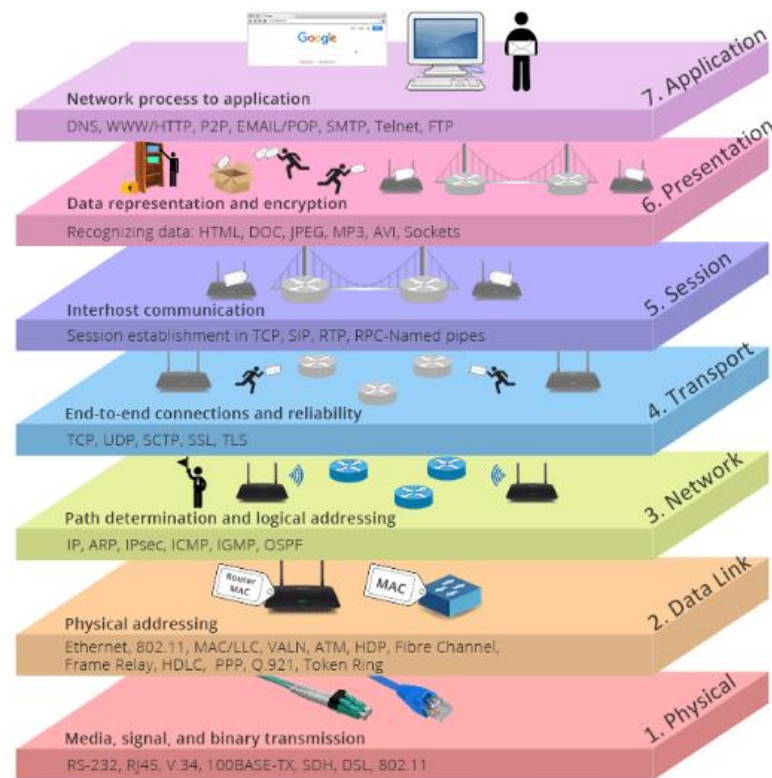 Google
7. Application
Network process to application
DNS, WWW/HTTP, P2P, EMAIL/POP, SMTP, Telnet, FTP
6. Presentation
Data representation and encryption
Recognizing data: HTML, DOC, JPEG, MP3, AVI, Sockets
5. Session
Interhost communication
Session establishment in TCP, SIP, RTP, RPC-Named pipes
4. Transport
End-to-end connections and reliability
TCP, UDP, SCTP, SSL, TLS
3. Network
Path determination and logical addressing
IP, ARP, IPsec, ICMP, IGMP, OSPF
Router
MAC
MAC
2. Data Link
Physical addressing
Ethernet, 802.11, MAC/LLC, VALN, ATM, HDP, Fibre Channel,
Frame Relay, HDLC, PPP, Q.921, Token Ring
1. Physical
Media, signal, and binary transmission
RS-232, RJ45, V.34, 100BASE-TX, SDH, DSL, 802.11